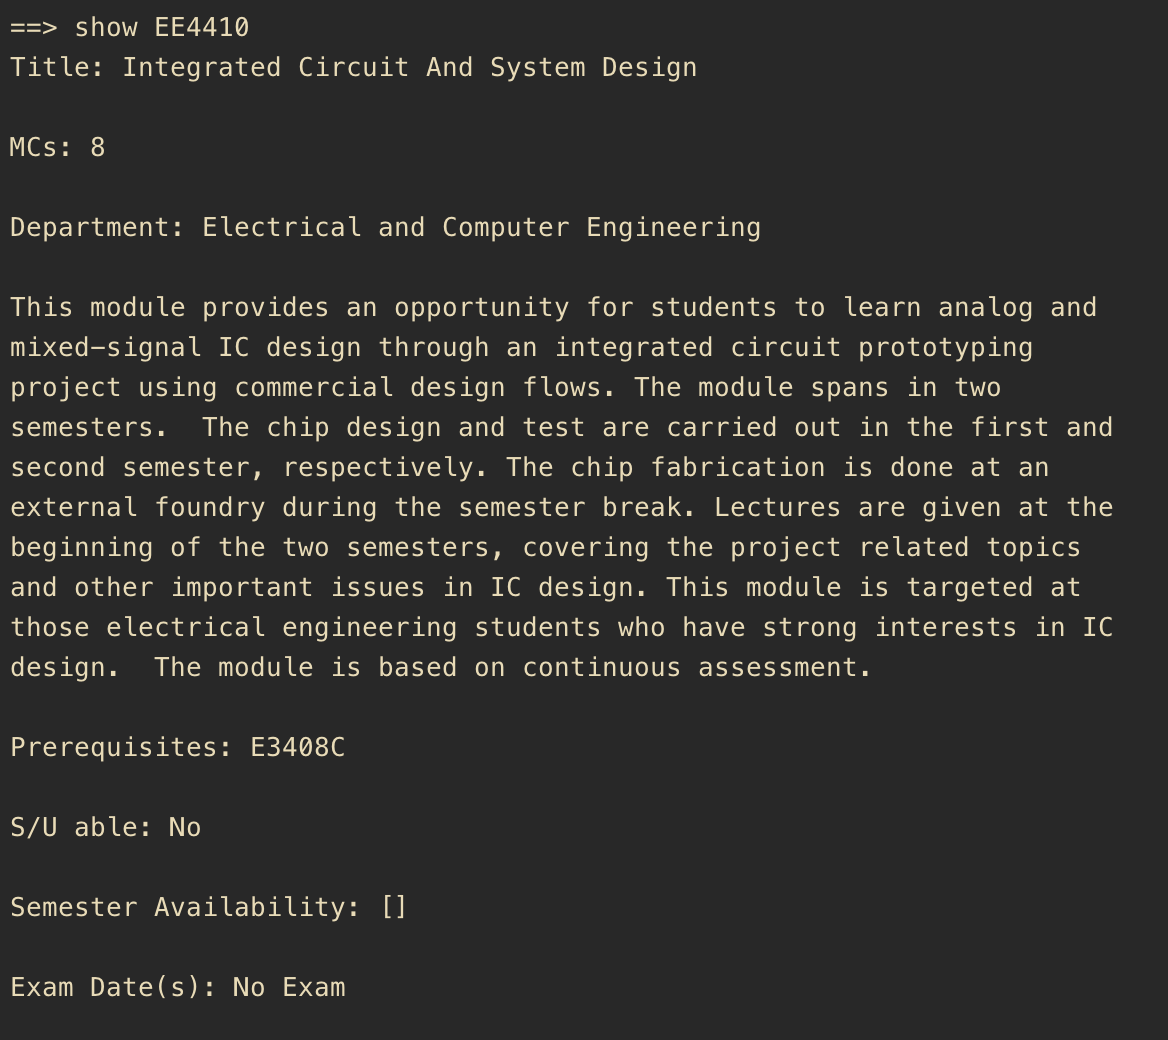 ==> show EE4410
Title: Integrated Circuit And System Design
MCs: 8
Department: Electrical and Computer Engineering
This module provides an opportunity for students to learn analog and
mixed–signal IC design through an integrated circuit prototyping
project using commercial design flows. The module spans in two
semesters.  The chip design and test are carried out in the first and
second semester, respectively. The chip fabrication is done at an
external foundry during the semester break. Lectures are given at the
beginning of the two semesters, covering the project related topics
and other important issues in IC design. This module is targeted at
those electrical engineering students who have strong interests in IC
design.  The module is based on continuous assessment.
Prerequisites: E3408C
S/U able: No
Semester Availability: []
Exam Date(s): No Exam